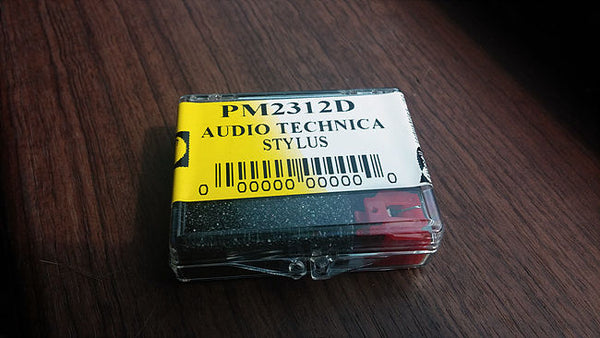 PM2312D
AUDIO TECHNICA
STYLUS
0 00000 00000 0